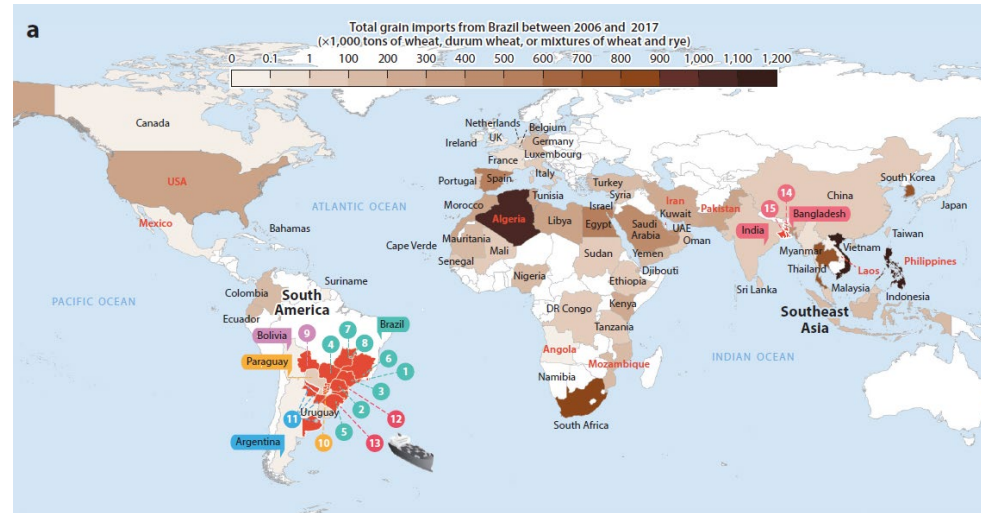 a
Total grain imports from Brazil between 2006 and 2017
(×1,000 tons of wheat, durum wheat, or mixtures of wheat and rye)
0 0.1 1 100 200 300 400 500 600 700 800 900 1,000 1,100 1,200
Canada
USA
Mexico
Bahamas
ATLANTIC OCEAN
PACIFIC OCEAN
Netherlands
Belgium
UK
Ireland
Germany
Luxembourg
France
Italy
Portugal
Spain
Turkey
Tunisia
Syria
Morocco
Israel
Iran
Kuwait
Pakistan
Algeria
Libya
Egypt
Saudi
Arabia
UAE
Oman
Cape Verde
Mauritania
Mali
Senegal
Sudan
Yemen
Djibouti
Nigeria
Ethiopia
Kenya
DR Congo
Tanzania
Angola
Mozambique
Namibia
South Africa
INDIAN OCEAN
South Korea
China
Japan
14
15
Bangladesh
India
Taiwan
Myanmar
Vietnam
Thailand
Laos
Philippines
Sri Lanka
Malaysia
Indonesia
Southeast
Asia
Suriname
Colombia
South
America
Ecuador
Bolivia
9
7
8
4
Brazil
Paraguay
6
1
3
Uruguay
11
2
12
Argentina
10
5
13